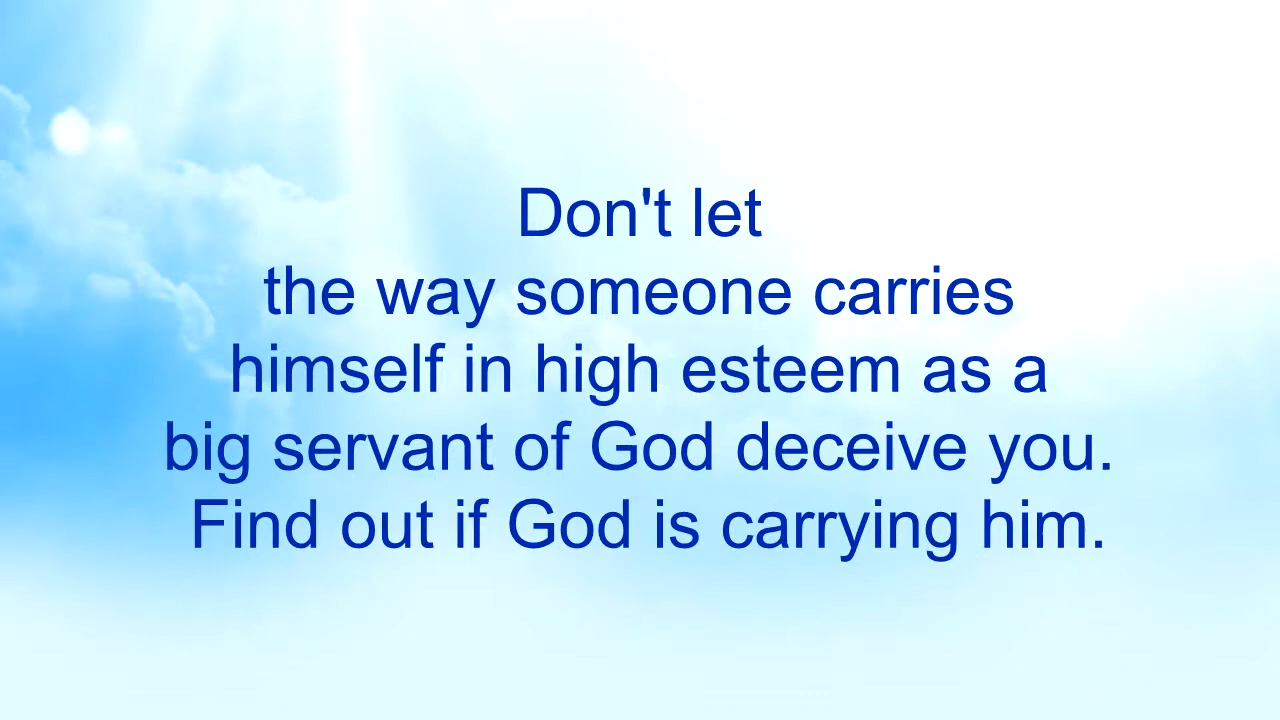 Don't let
the way someone carries
himself in high esteem as a
big servant of God deceive you.
Find out if God is carrying him.